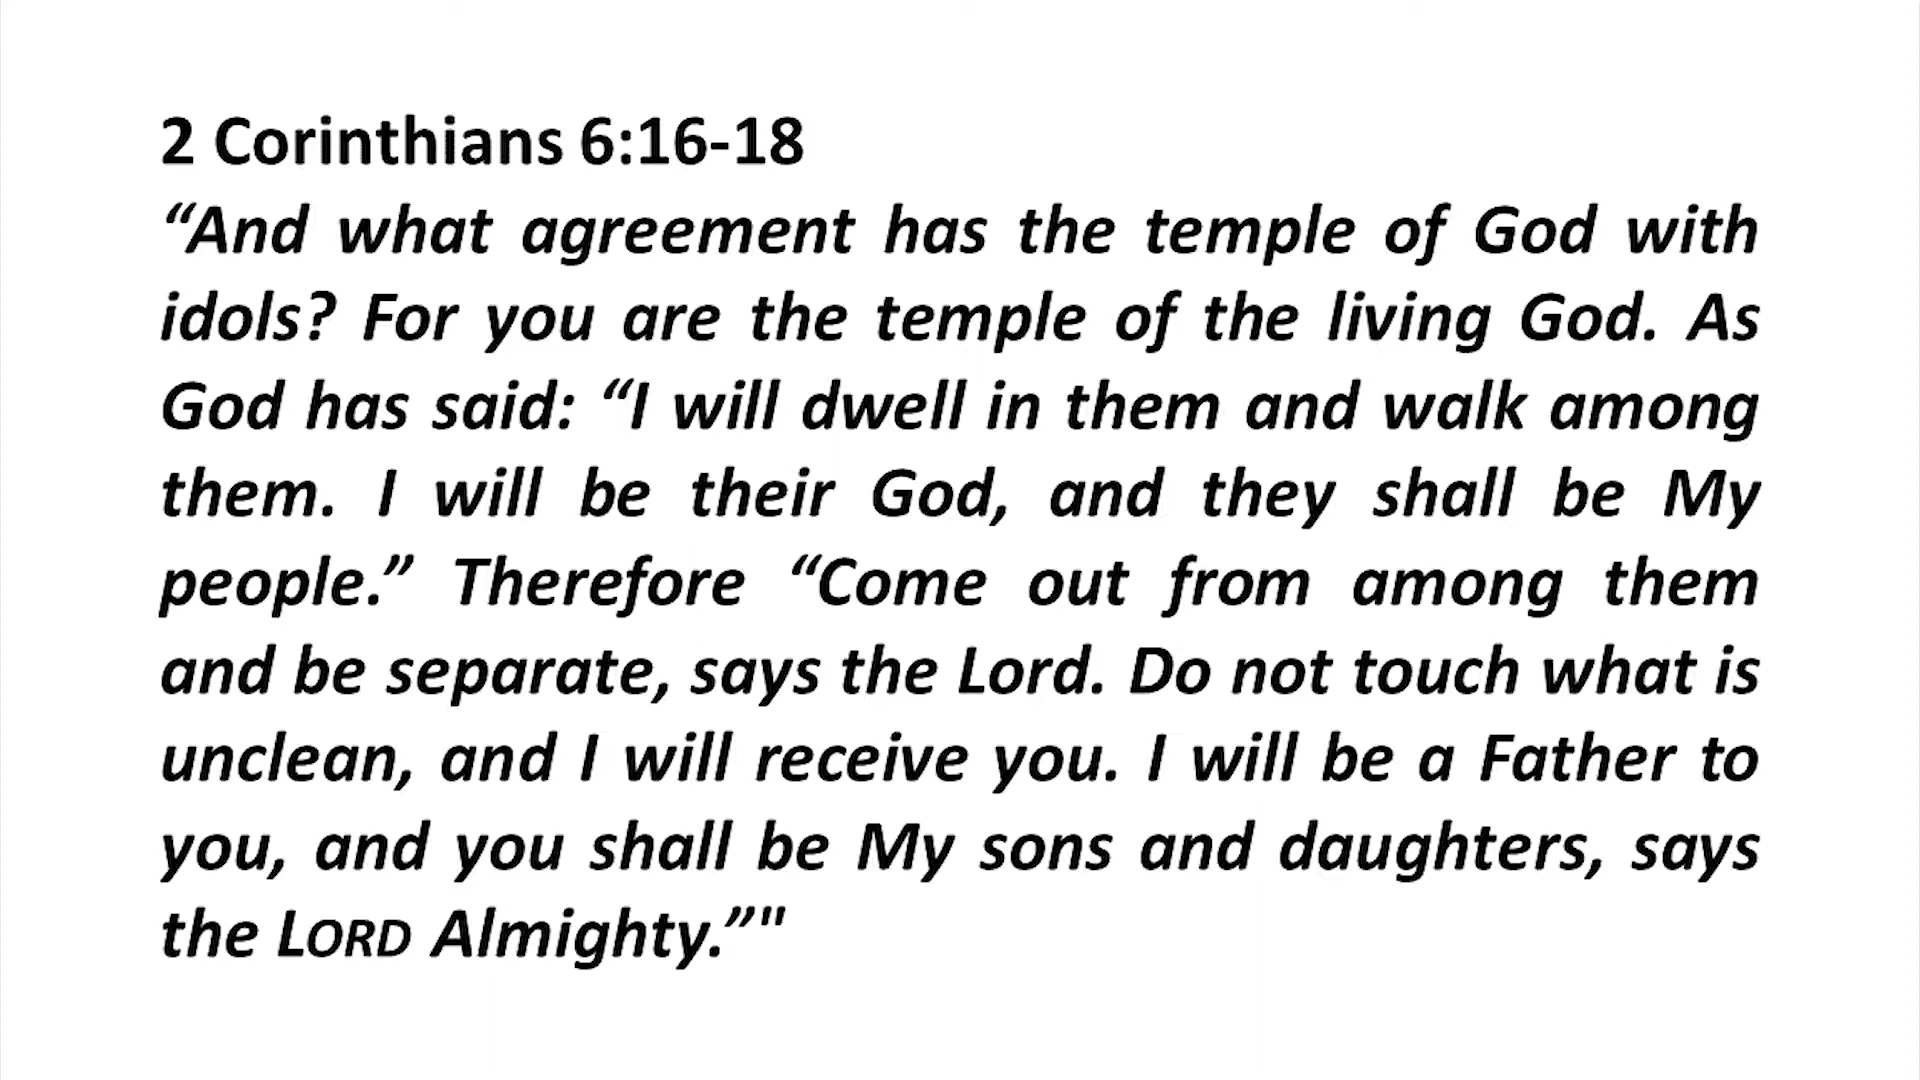 2 Corinthians 6:16-18
“And what agreement has the temple of God with
idols? For you are the temple of the living God. As
God has said: “I will dwell in them and walk among
them. I will be their God, and they shall be My
people.” Therefore “Come out from among them
and be separate, says the Lord. Do not touch what is
unclean, and I will receive you. I will be a Father to
you, and you shall be My sons and daughters, says
the LORD Almighty.”"